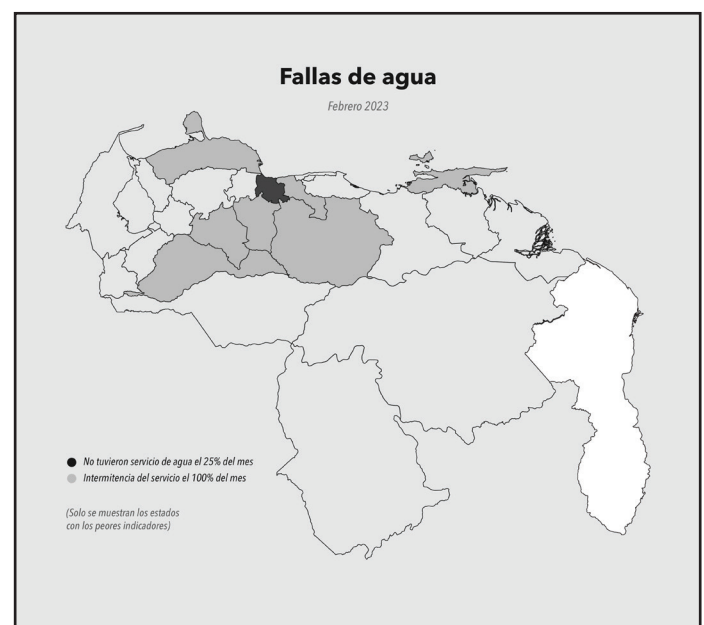 Fallas de agua
Febrero 2023
No tuvieron servicio de agua el 25% del mes
Intermitencia del servicio el 100% del mes
(Solo se muestran los estados
con los peores indicadores)